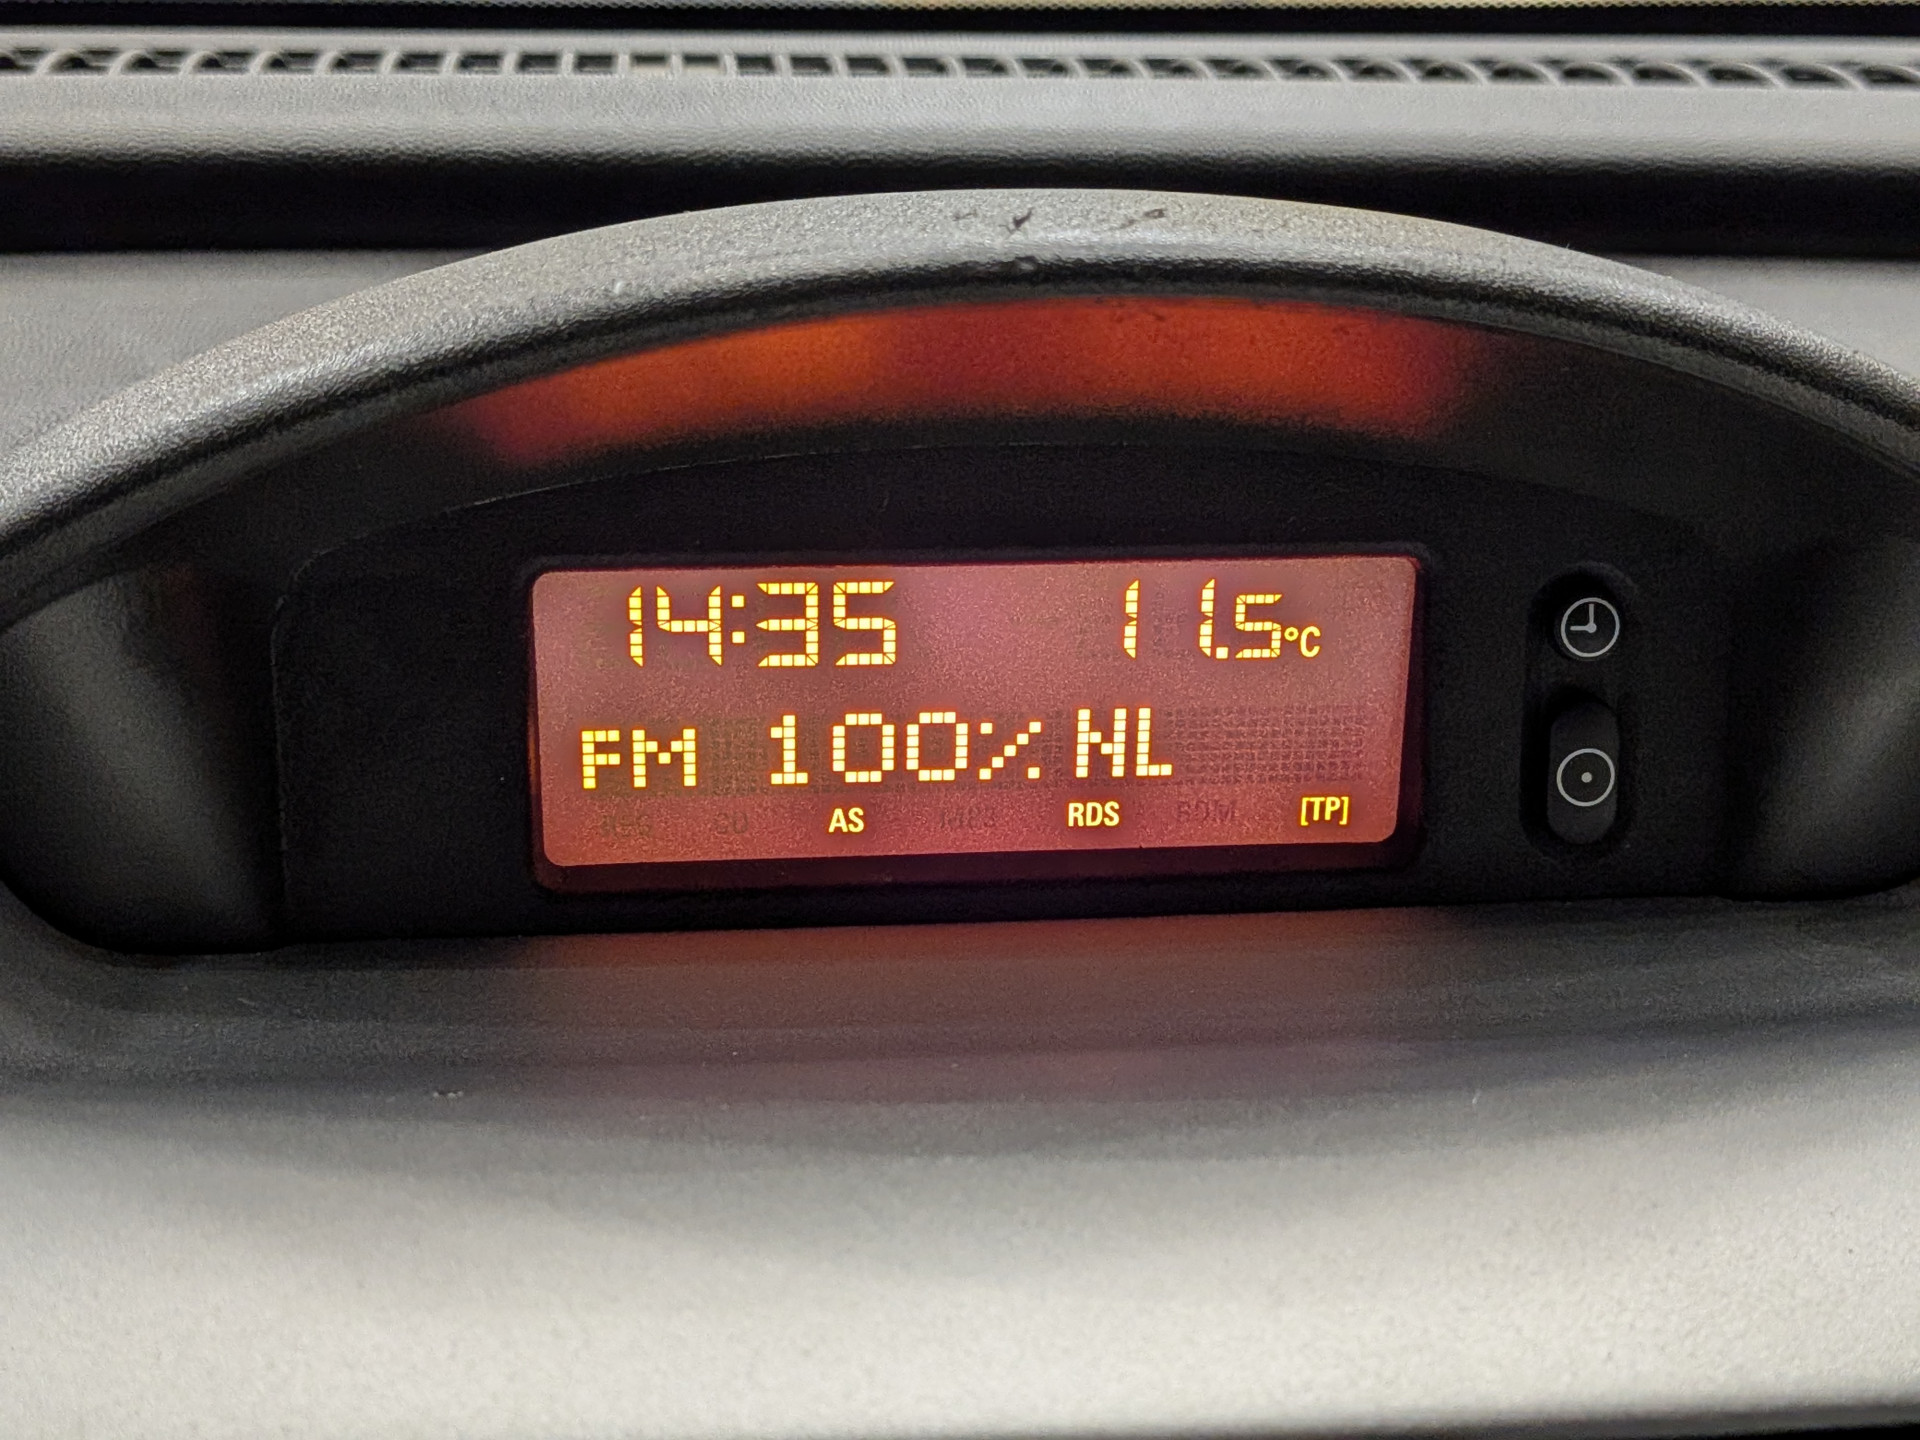 14:35 11.5°C
FM 100% NL
AS RDS [TP]